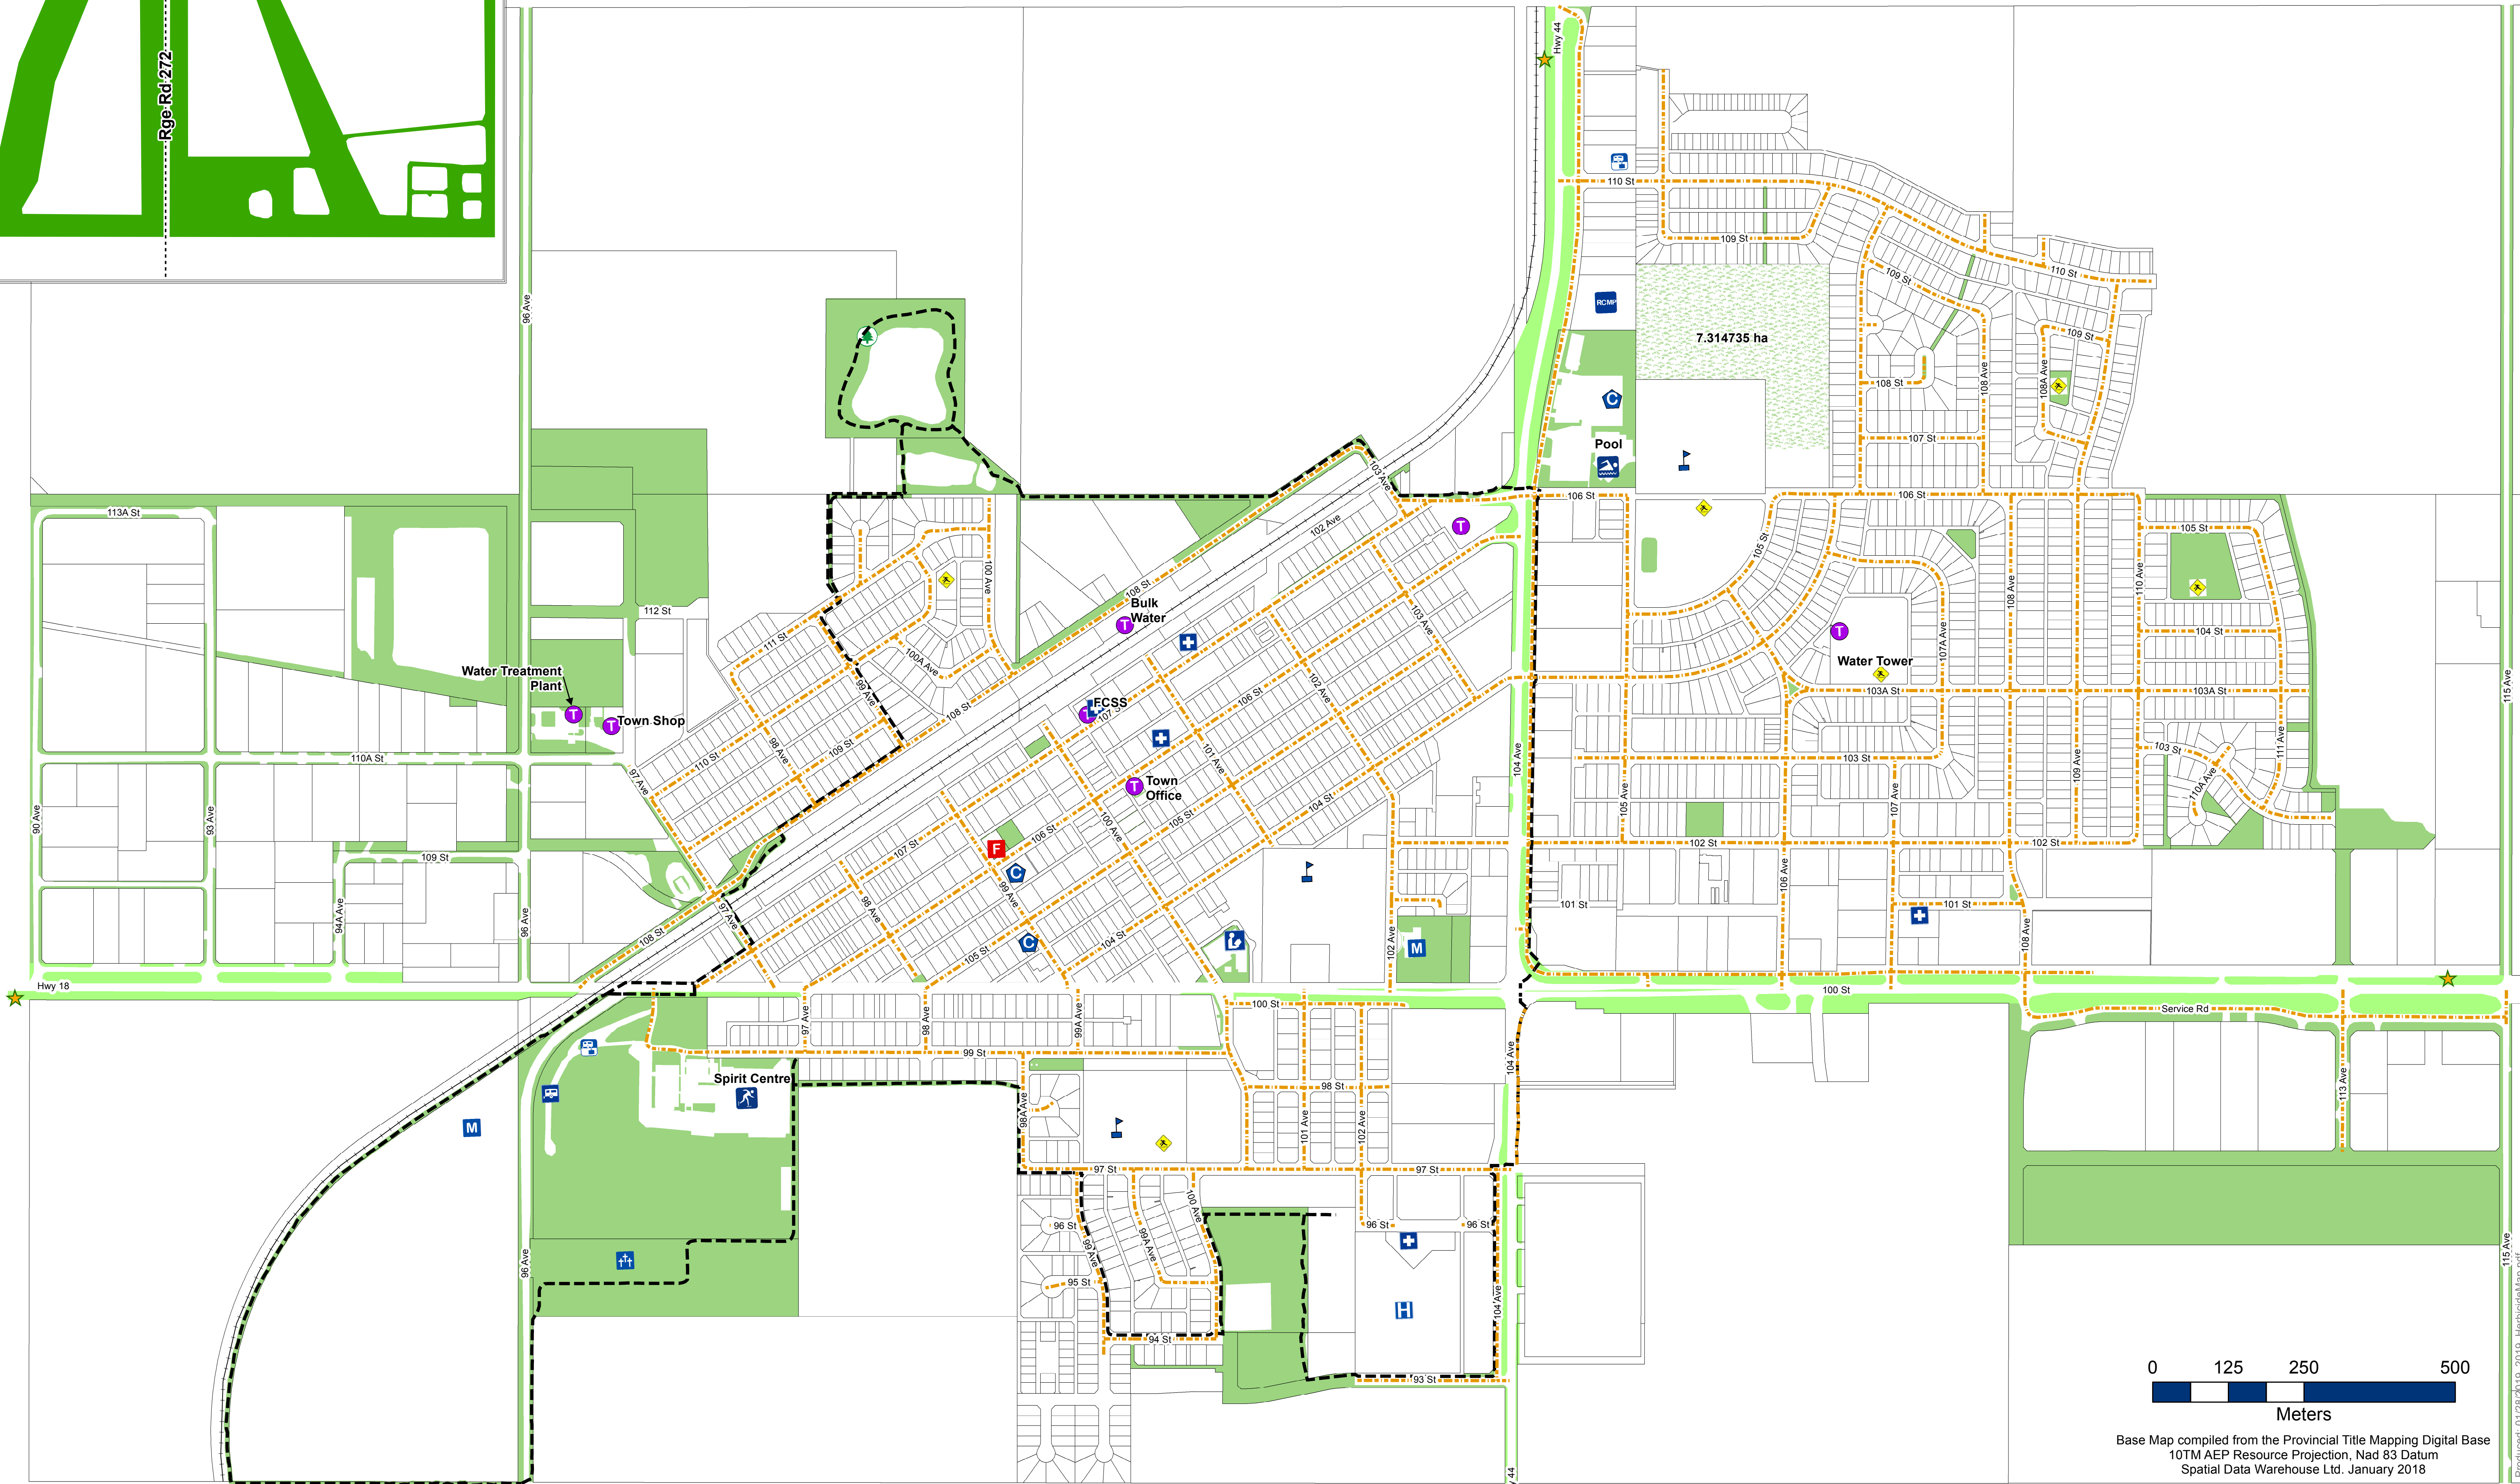 Rge Rd 272
Hwy 44
110 St
109 St
RCMP
96 Ave
7.314735 ha
109 St
110 St
109 St
108 St
108 Ave
108A Ave
C
Pool
107 St
103 Ave
106 St
106 St
113A St
102 Ave
T
105 St
105 St
100 Ave
108 St
112 St
Bulk
Water
T
111 St
103 Ave
108 Ave
110 Ave
T
104 St
107A Ave
100A Ave
Water Tower
Water Treatment
Plant
99 Ave
102 Ave
106 St
103A St
103A St
115 Ave
T
T
Town Shop
108 St
T
FCSS
107 St
98 Ave
109 St
110 St
101 Ave
103 St
103 St
111 Ave
110A St
97 Ave
104 Ave
109 Ave
110A Ave
T
Town
Office
104 St
105 Ave
107 Ave
90 Ave
93 Ave
100 Ave
105 St
106 St
107 St
102 St
102 St
109 St
F
C
99 Ave
98 Ave
106 Ave
101 St
101 St
94A Ave
96 Ave
97 Ave
108 St
C
104 St
105 St
102 Ave
M
108 Ave
Hwy 18
100 St
100 St
Service Rd
97 Ave
98 Ave
99A Ave
99 St
104 Ave
Spirit Centre
98 St
M
98A Ave
101 Ave
102 Ave
113 Ave
97 St
97 St
100 Ave
96 St
96 St
96 St
99 Ave
99A Ave
96 Ave
115 Ave
95 St
H
104 Ave
94 St
93 St
44
0 125 250 500
Meters
Base Map compiled from the Provincial Title Mapping Digital Base
10TM AEP Resource Projection, Nad 83 Datum
Spatial Data Warehouse Ltd. January 2018